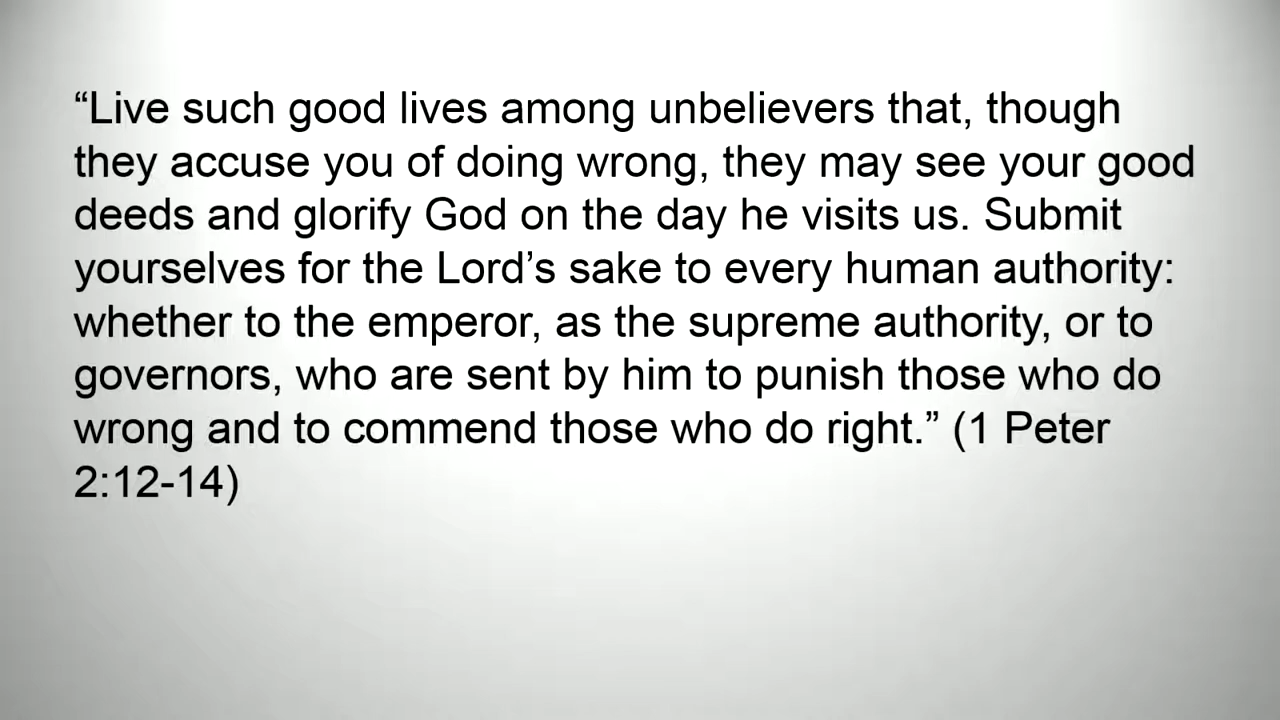 “Live such good lives among unbelievers that, though
they accuse you of doing wrong, they may see your good
deeds and glorify God on the day he visits us. Submit
yourselves for the Lord’s sake to every human authority:
whether to the emperor, as the supreme authority, or to
governors, who are sent by him to punish those who do
wrong and to commend those who do right.” (1 Peter
2:12-14)